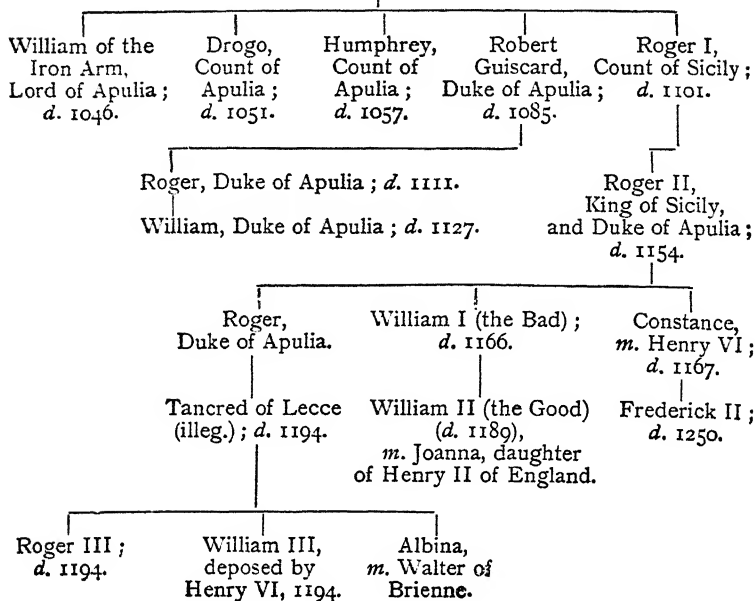 William of the
Iron Arm,
Lord of Apulia;
d. 1046.
Drogo,
Count of
Apulia;
d. 1051.
Humphrey,
Count of
Apulia;
d. 1057.
Robert
Guiscard,
Duke of Apulia;
d. 1085.
Roger I,
Count of Sicily;
d. 1101.
Roger, Duke of Apulia; d. 1111.
William, Duke of Apulia; d. 1127.
Roger II,
King of Sicily,
and Duke of Apulia;
d. 1154.
Roger,
Duke of Apulia.
William I (the Bad);
d. 1166.
Constance,
m. Henry VI;
d. 1167.
Tancred of Lecce
(illeg.); d. 1194.
William II (the Good)
(d. 1189),
m. Joanna, daughter
of Henry II of England.
Frederick II;
d. 1250.
Roger III;
d. 1194.
William III,
deposed by
Henry VI, 1194.
Albina,
m. Walter of
Brienne.